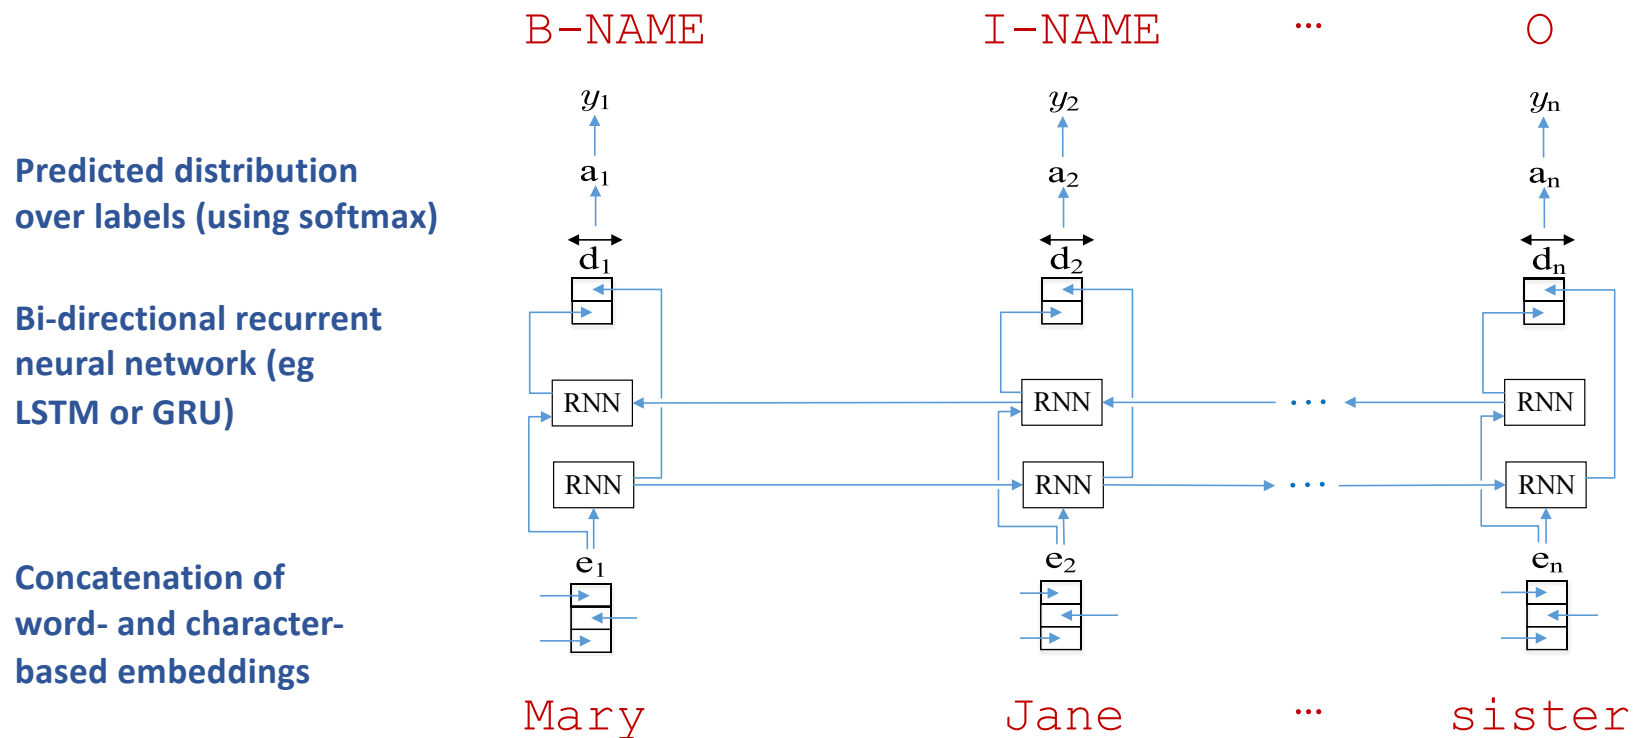 B-NAME I-NAME ... O
y1 y2 yn
Predicted distribution
over labels (using softmax)
a1 a2 an
d1 d2 dn
Bi-directional recurrent
neural network (eg
LSTM or GRU)
RNN RNN ... RNN
RNN RNN ... RNN
e1 e2 en
Concatenation of
word- and character-
based embeddings
Mary Jane ... sister